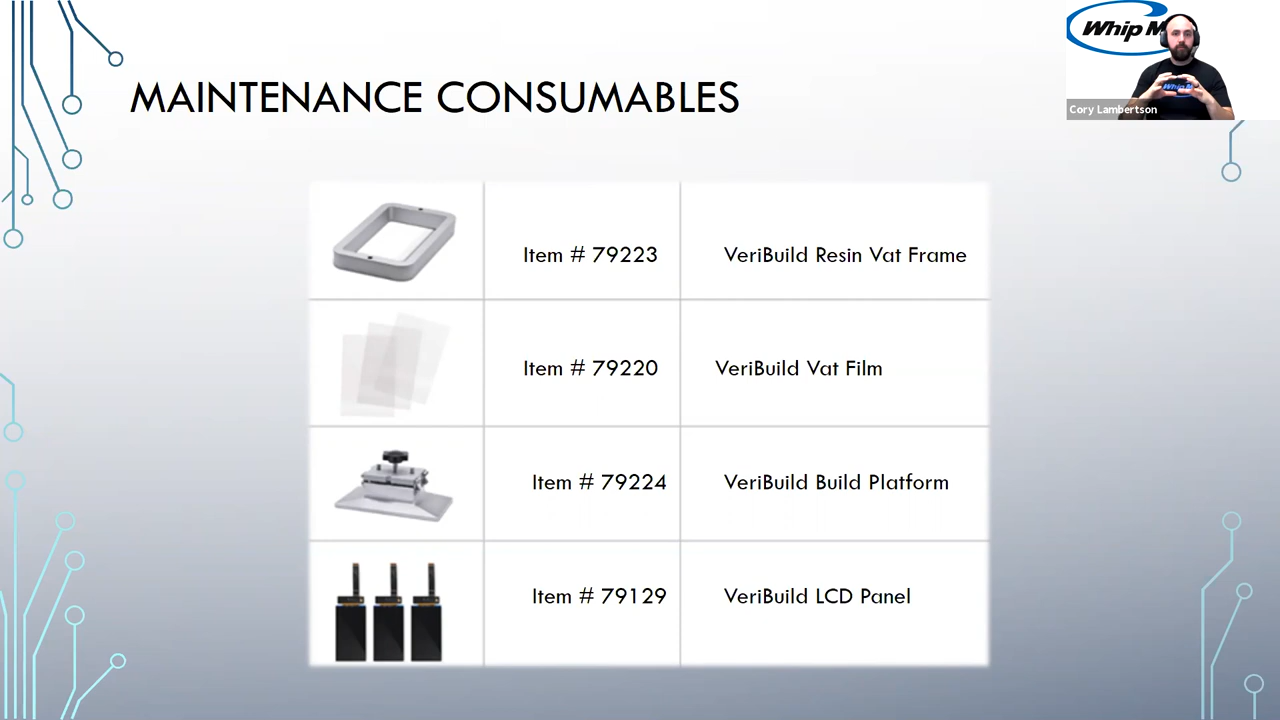 MAINTENANCE CONSUMABLES
Whip M
Cory Lambertson
Item # 79223 VeriBuild Resin Vat Frame
Item # 79220 VeriBuild Vat Film
Item # 79224 VeriBuild Build Platform
Item # 79129 VeriBuild LCD Panel